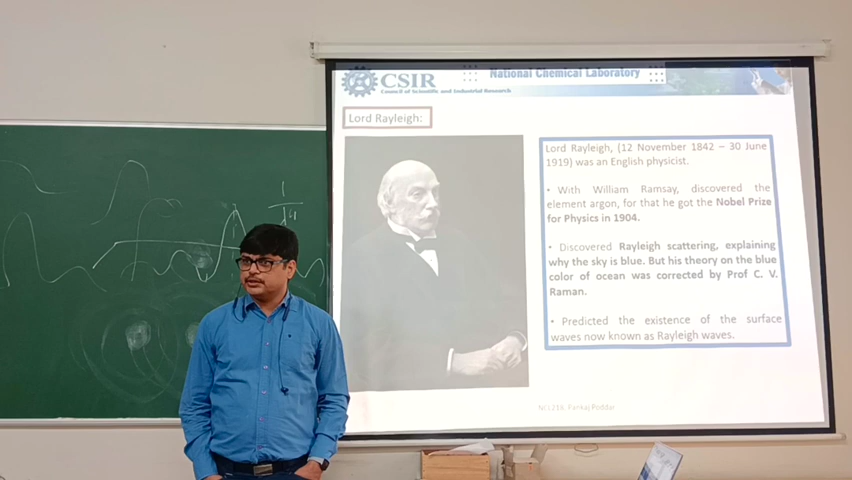 CSIR
Council of Scientific and Industrial Research
National Chemical Laboratory
Lord Rayleigh:
Lord Rayleigh, (12 November 1842 – 30 June
1919) was an English physicist.
• With William Ramsay, discovered the
element argon, for that he got the Nobel Prize
for Physics in 1904.
• Discovered Rayleigh scattering, explaining
why the sky is blue. But his theory on the blue
color of ocean was corrected by Prof C. V.
Raman.
• Predicted the existence of the surface
waves now known as Rayleigh waves.
Pankaj Poddar